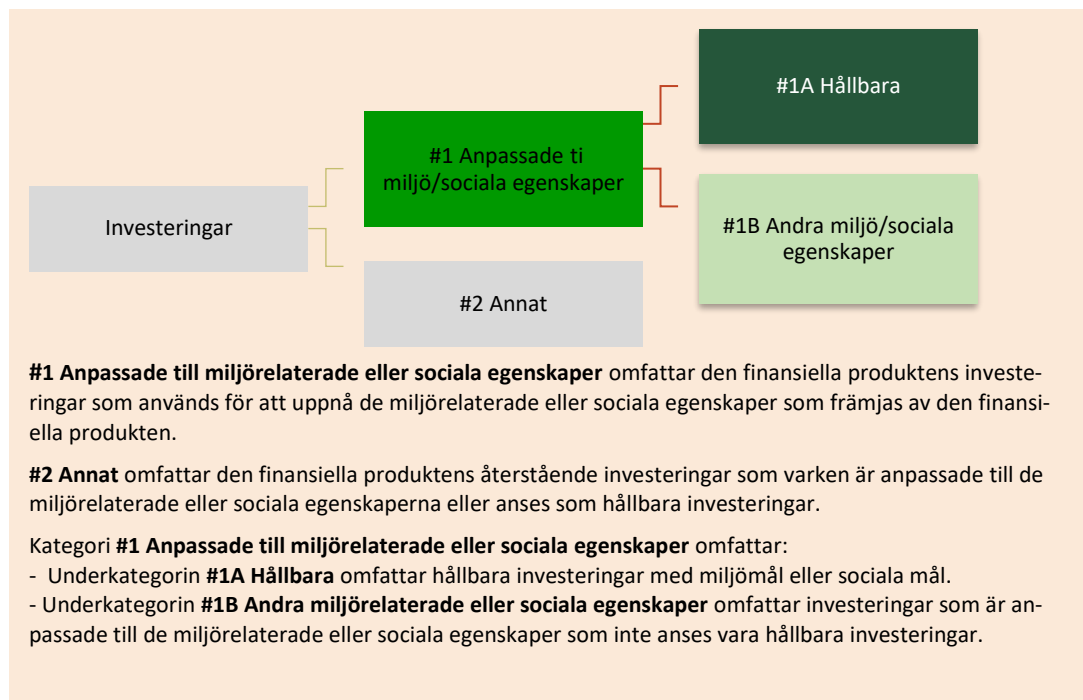 #1A Hållbara
#1 Anpassade ti
miljö/sociala egenskaper
Investeringar
#1B Andra miljö/sociala
egenskaper
#2 Annat
#1 Anpassade till miljörelaterade eller sociala egenskaper omfattar den finansiella produktens investe-
ringar som används för att uppnå de miljörelaterade eller sociala egenskaper som främjas av den finansi-
ella produkten.
#2 Annat omfattar den finansiella produktens återstående investeringar som varken är anpassade till de
miljörelaterade eller sociala egenskaperna eller anses som hållbara investeringar.
Kategori #1 Anpassade till miljörelaterade eller sociala egenskaper omfattar:
- Underkategorin #1A Hållbara omfattar hållbara investeringar med miljömål eller sociala mål.
- Underkategorin #1B Andra miljörelaterade eller sociala egenskaper omfattar investeringar som är an-
passade till de miljörelaterade eller sociala egenskaper som inte anses vara hållbara investeringar.